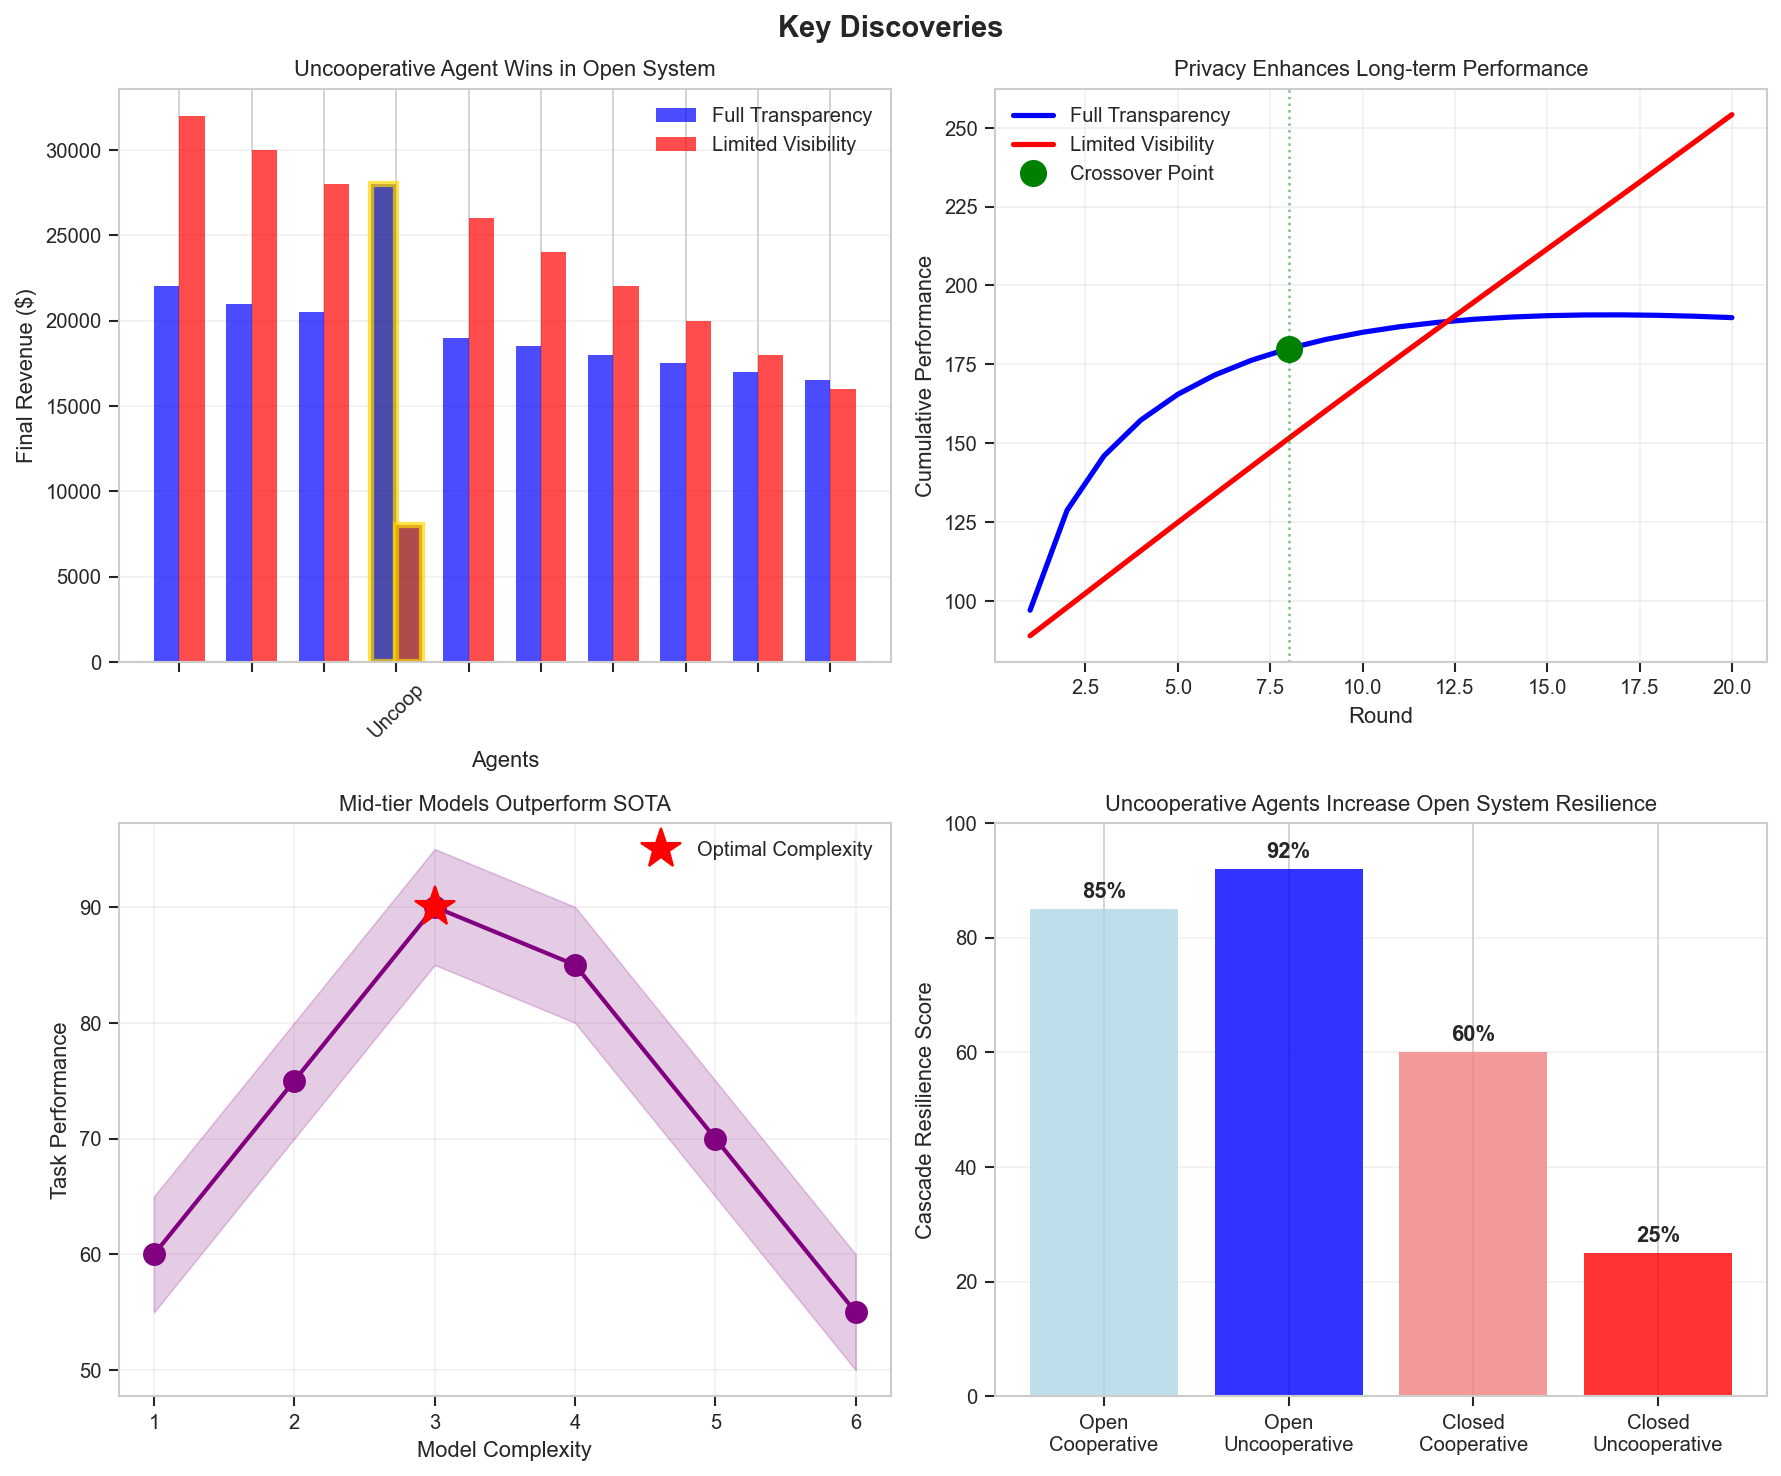 Key Discoveries
Uncooperative Agent Wins in Open System
Full Transparency
Limited Visibility
Final Revenue ($)
30000
25000
20000
15000
10000
5000
0
Uncoop
Agents
Privacy Enhances Long-term Performance
Full Transparency
Limited Visibility
Crossover Point
Cumulative Performance
250
225
200
175
150
125
100
2.5 5.0 7.5 10.0 12.5 15.0 17.5 20.0
Round
Mid-tier Models Outperform SOTA
Optimal Complexity
Task Performance
90
80
70
60
50
1 2 3 4 5 6
Model Complexity
Uncooperative Agents Increase Open System Resilience
Cascade Resilience Score
100
80
60
40
20
0
85%
92%
60%
25%
Open
Cooperative
Open
Uncooperative
Closed
Cooperative
Closed
Uncooperative